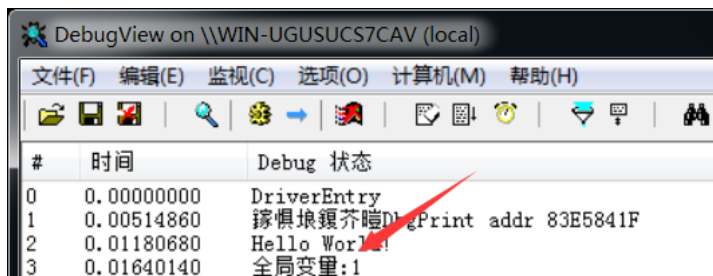 DebugView on \\WIN-UGUSUCS7CAV (local)
文件(F) 编辑(E) 监视(C) 选项(O) 计算机(M) 帮助(H)
# 时间 Debug 状态
0 0.00000000 DriverEntry
1 0.00514860 DbgPrint addr 83E5841F
2 0.01180680 Hello World!
3 0.01640140 全局变量:1